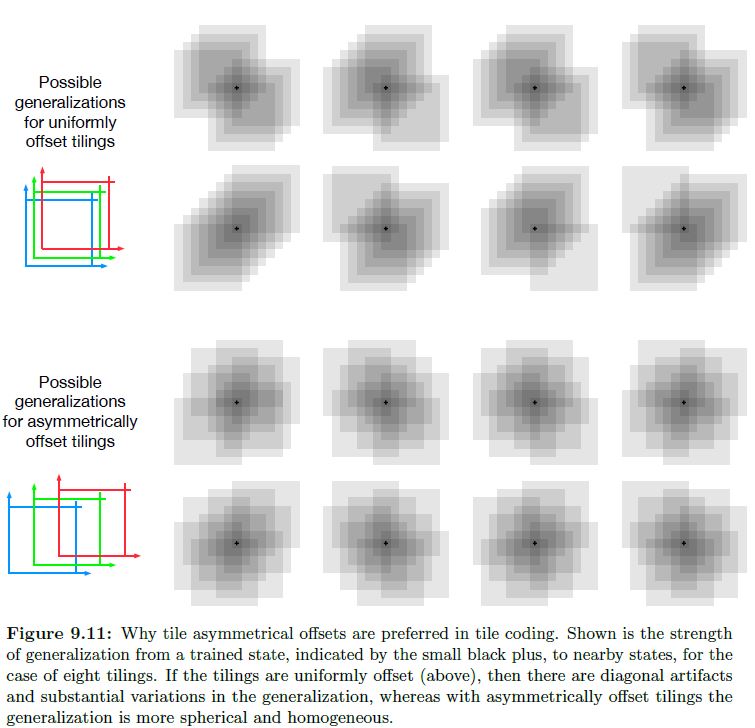 Possible
generalizations
for uniformly
offset tilings
Possible
generalizations
for asymmetrically
offset tilings
Figure 9.11: Why tile asymmetrical offsets are preferred in tile coding. Shown is the strength
of generalization from a trained state, indicated by the small black plus, to nearby states, for the
case of eight tilings. If the tilings are uniformly offset (above), then there are diagonal artifacts
and substantial variations in the generalization, whereas with asymmetrically offset tilings the
generalization is more spherical and homogeneous.